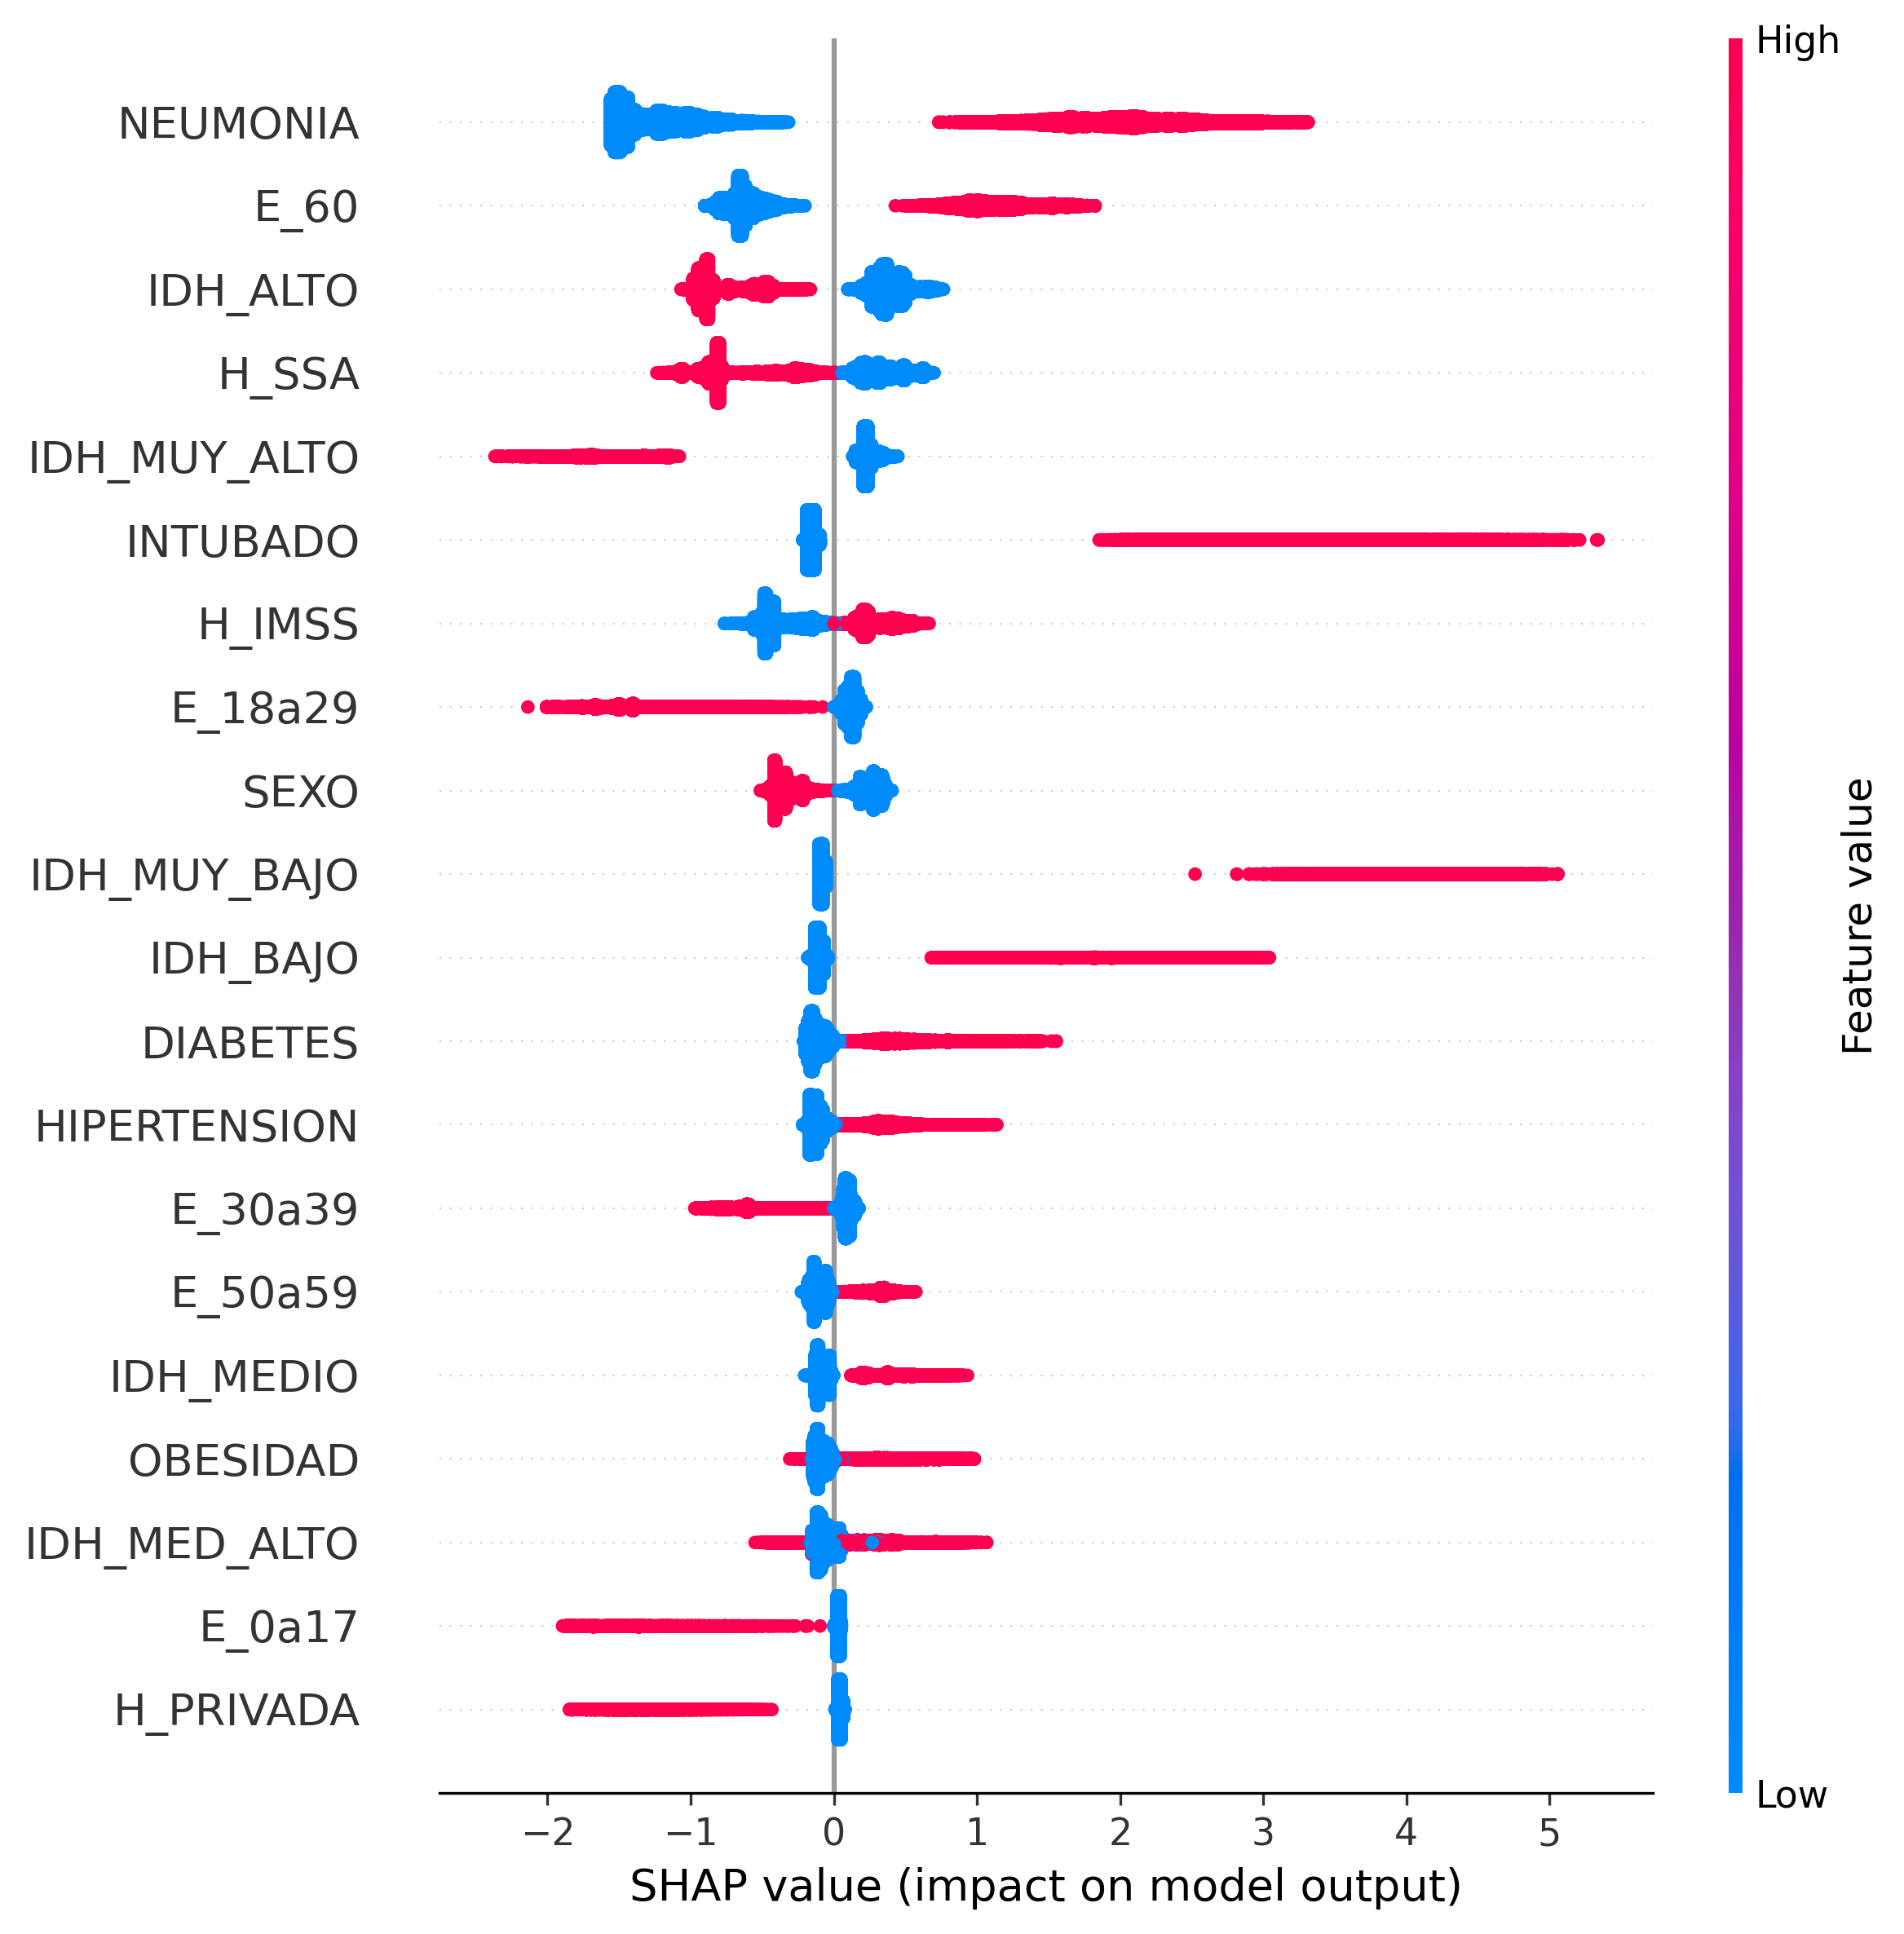 High
NEUMONIA
E_60
IDH_ALTO
H_SSA
IDH_MUY_ALTO
INTUBADO
H_IMSS
E_18a29
SEXO
IDH_MUY_BAJO
IDH_BAJO
DIABETES
HIPERTENSION
E_30a39
E_50a59
IDH_MEDIO
OBESIDAD
IDH_MED_ALTO
E_0a17
H_PRIVADA
Feature value
Low
−2 −1 0 1 2 3 4 5
SHAP value (impact on model output)